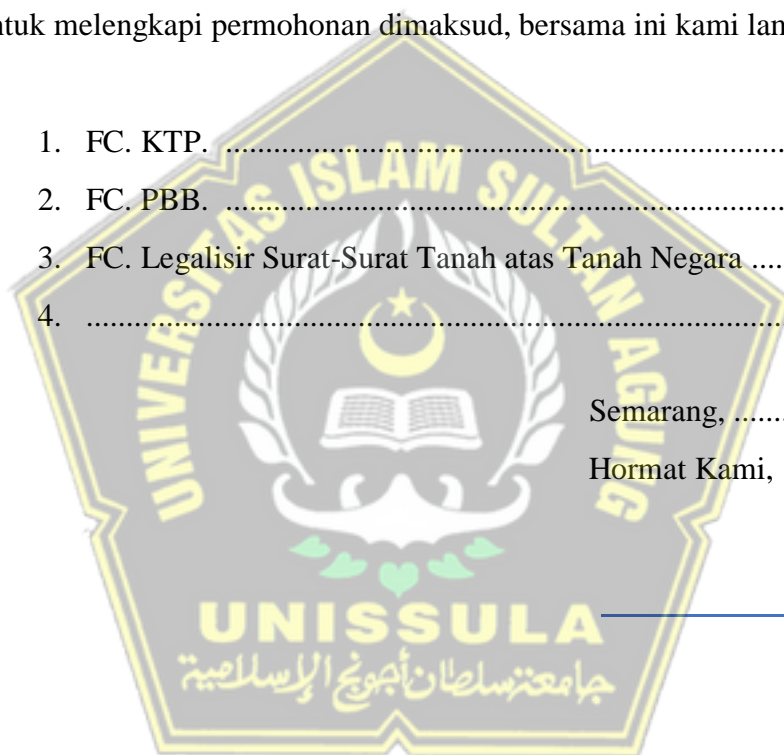 ntuk melengkapi permohonan dimaksud, bersama ini kami lan
1. FC. KTP. ....................................................................................
2. FC. PBB. ....................................................................................
3. FC. Legalisir Surat-Surat Tanah atas Tanah Negara .....
4. ........................................................................................................
Semarang, .......
Hormat Kami,
UNIVERSITAS ISLAM SULTAN AGUNG
UNISSULA
جامعة سلطان أجونج الإسلامية